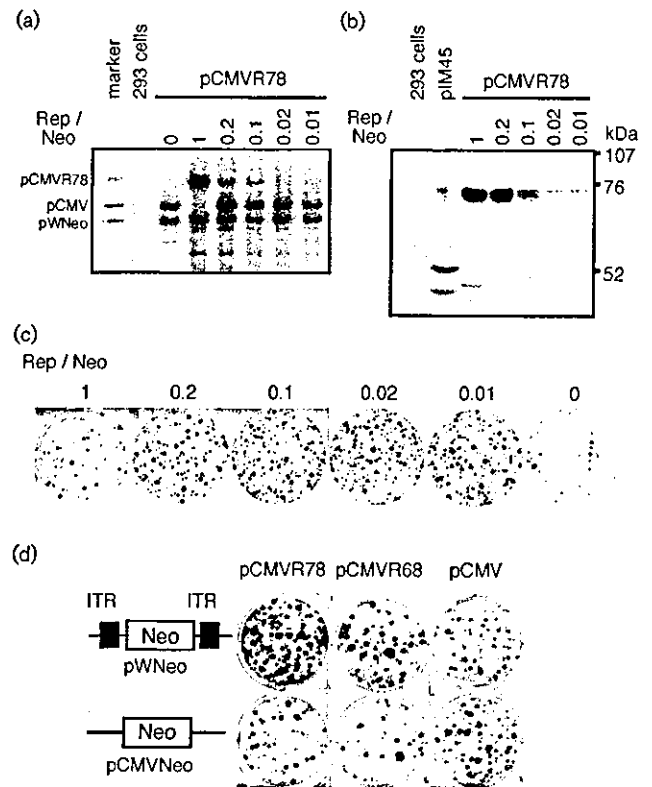 (a)
marker
293 cells
pCMVR78
Rep / Neo
0
1
0.2
0.1
0.02
0.01
pCMVR78
pCMV
pWNeo
(b)
293 cells
pIM45
pCMVR78
Rep / Neo
1
0.2
0.1
0.02
0.01
kDa
107
76
52
(c)
Rep / Neo
1 0.2 0.1 0.02 0.01 0
(d)
pCMVR78 pCMVR68 pCMV
ITR ITR
Neo
pWNeo
Neo
pCMVNeo